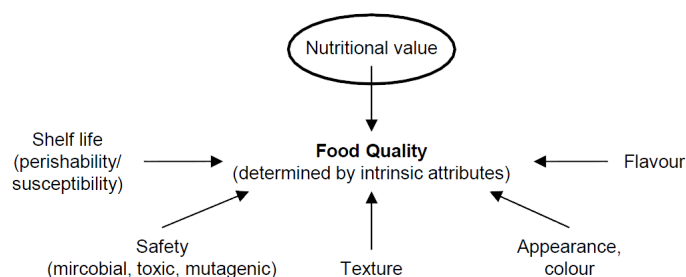 Nutritional value
Shelf life
(perishability/
susceptibility)
Food Quality
(determined by intrinsic attributes)
Flavour
Safety
(mircobial, toxic, mutagenic)
Texture
Appearance,
colour